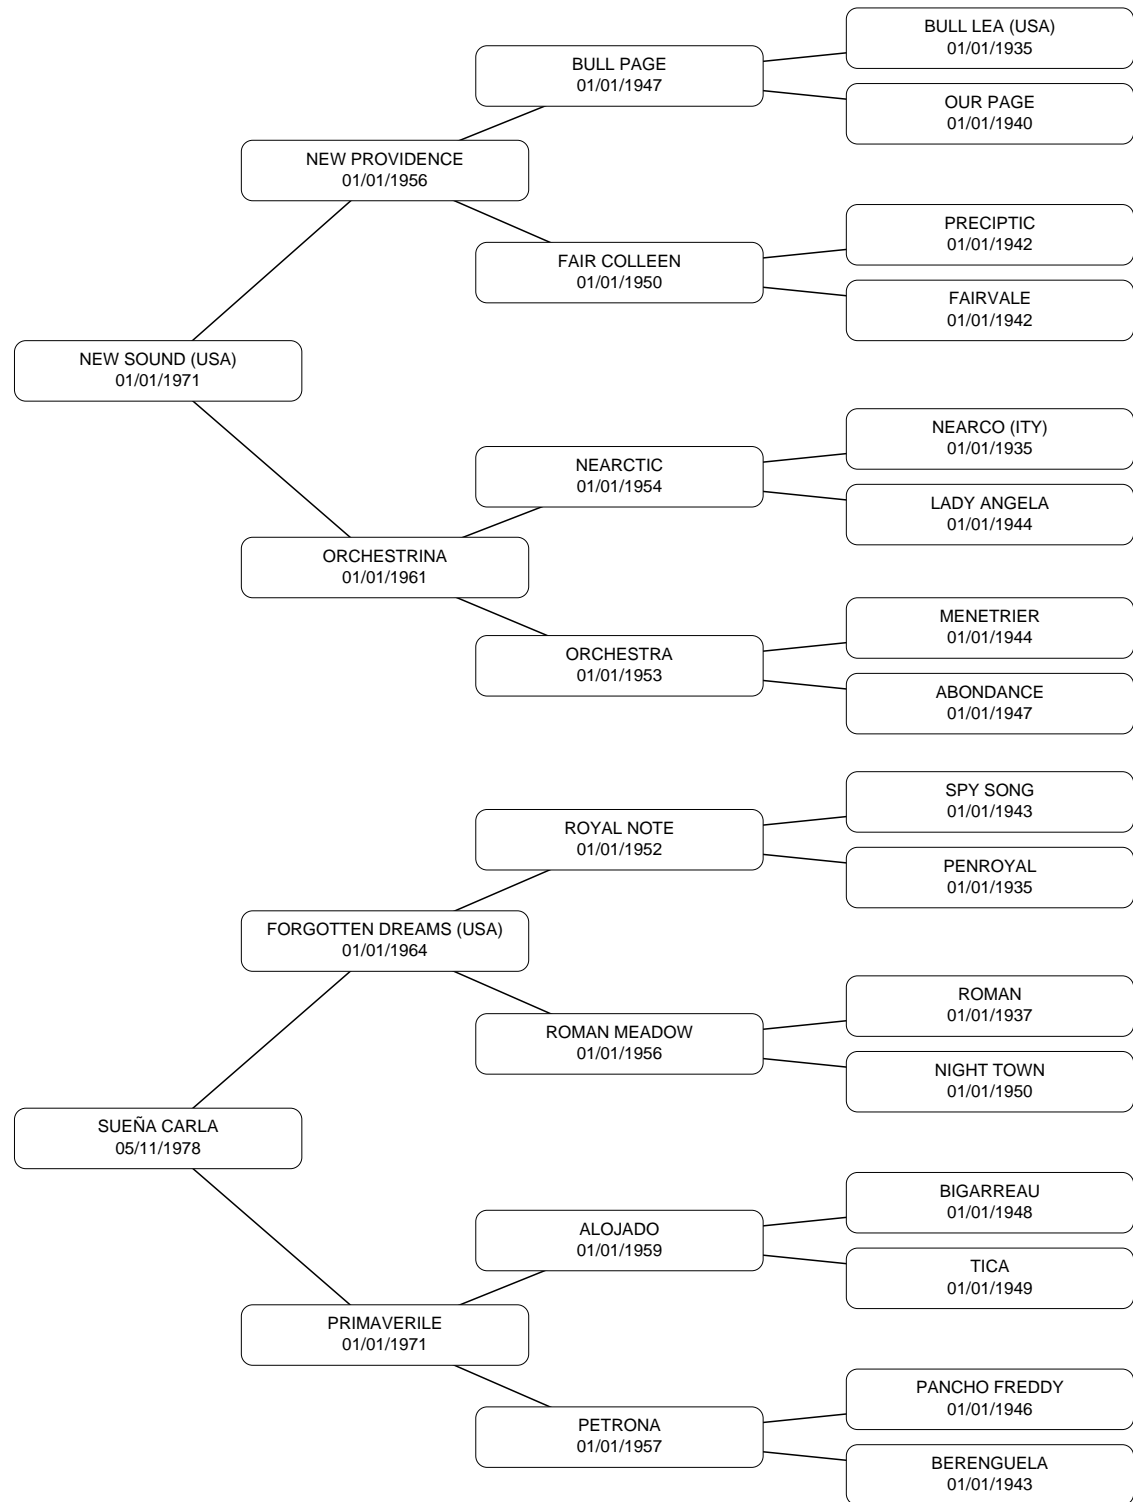 BULL LEA (USA)
01/01/1935
BULL PAGE
01/01/1947
OUR PAGE
01/01/1940
NEW PROVIDENCE
01/01/1956
PRECIPTIC
01/01/1942
FAIR COLLEEN
01/01/1950
FAIRVALE
01/01/1942
NEW SOUND (USA)
01/01/1971
NEARCO (ITY)
01/01/1935
NEARCTIC
01/01/1954
LADY ANGELA
01/01/1944
ORCHESTRINA
01/01/1961
MENETRIER
01/01/1944
ORCHESTRA
01/01/1953
ABONDANCE
01/01/1947
SPY SONG
01/01/1943
ROYAL NOTE
01/01/1952
PENROYAL
01/01/1935
FORGOTTEN DREAMS (USA)
01/01/1964
ROMAN
01/01/1937
ROMAN MEADOW
01/01/1956
NIGHT TOWN
01/01/1950
SUEÑA CARLA
05/11/1978
BIGARREAU
01/01/1948
ALOJADO
01/01/1959
TICA
01/01/1949
PRIMAVERILE
01/01/1971
PANCHO FREDDY
01/01/1946
PETRONA
01/01/1957
BERENGUELA
01/01/1943